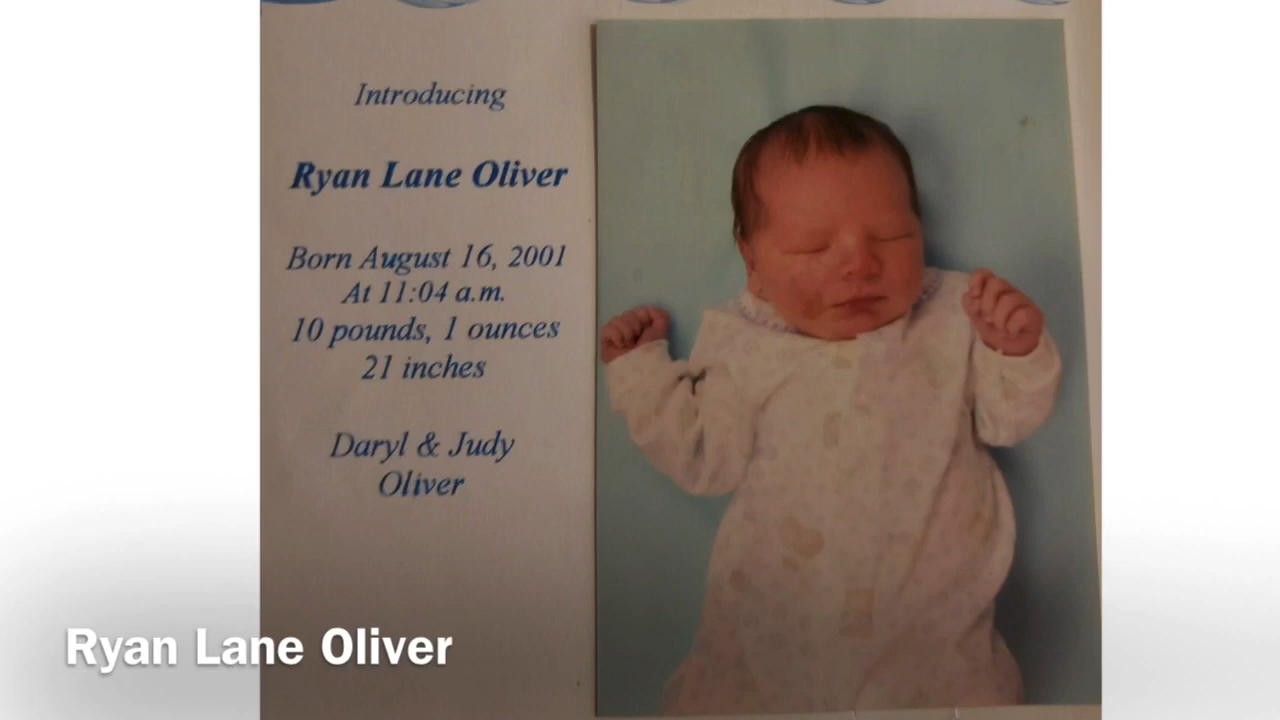 Introducing
Ryan Lane Oliver
Born August 16, 2001
At 11:04 a.m.
10 pounds, 1 ounces
21 inches
Daryl & Judy
Oliver
Ryan Lane Oliver